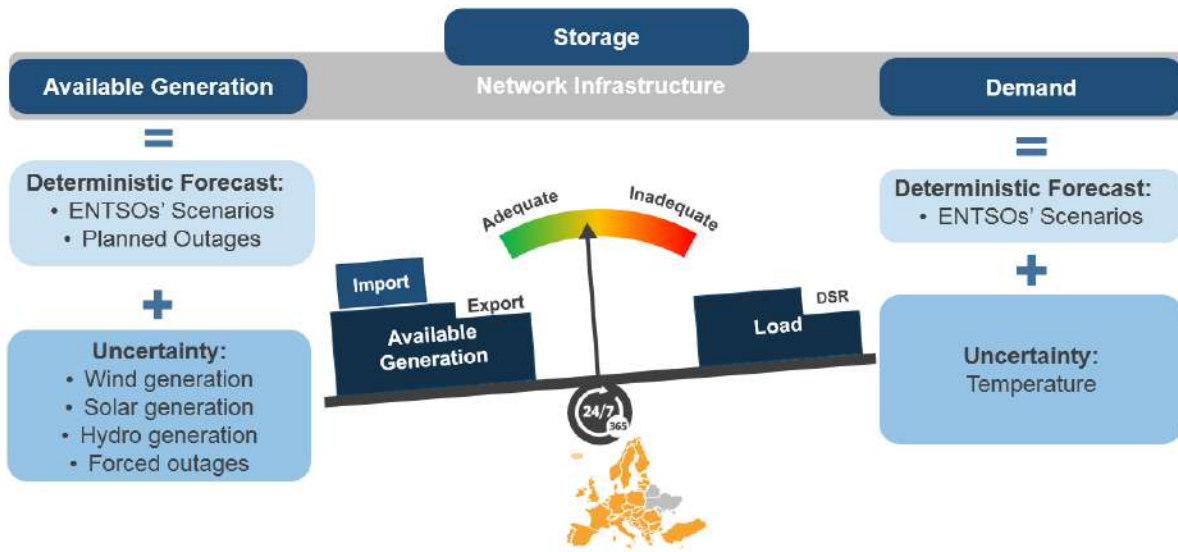 Storage
Network Infrastructure
Available Generation
=
Deterministic Forecast:
• ENTSOs’ Scenarios
• Planned Outages
+
Uncertainty:
• Wind generation
• Solar generation
• Hydro generation
• Forced outages
Adequate
Inadequate
Import
Export
Available
Generation
DSR
Load
24/7
365
Demand
=
Deterministic Forecast:
• ENTSOs’ Scenarios
+
Uncertainty:
Temperature